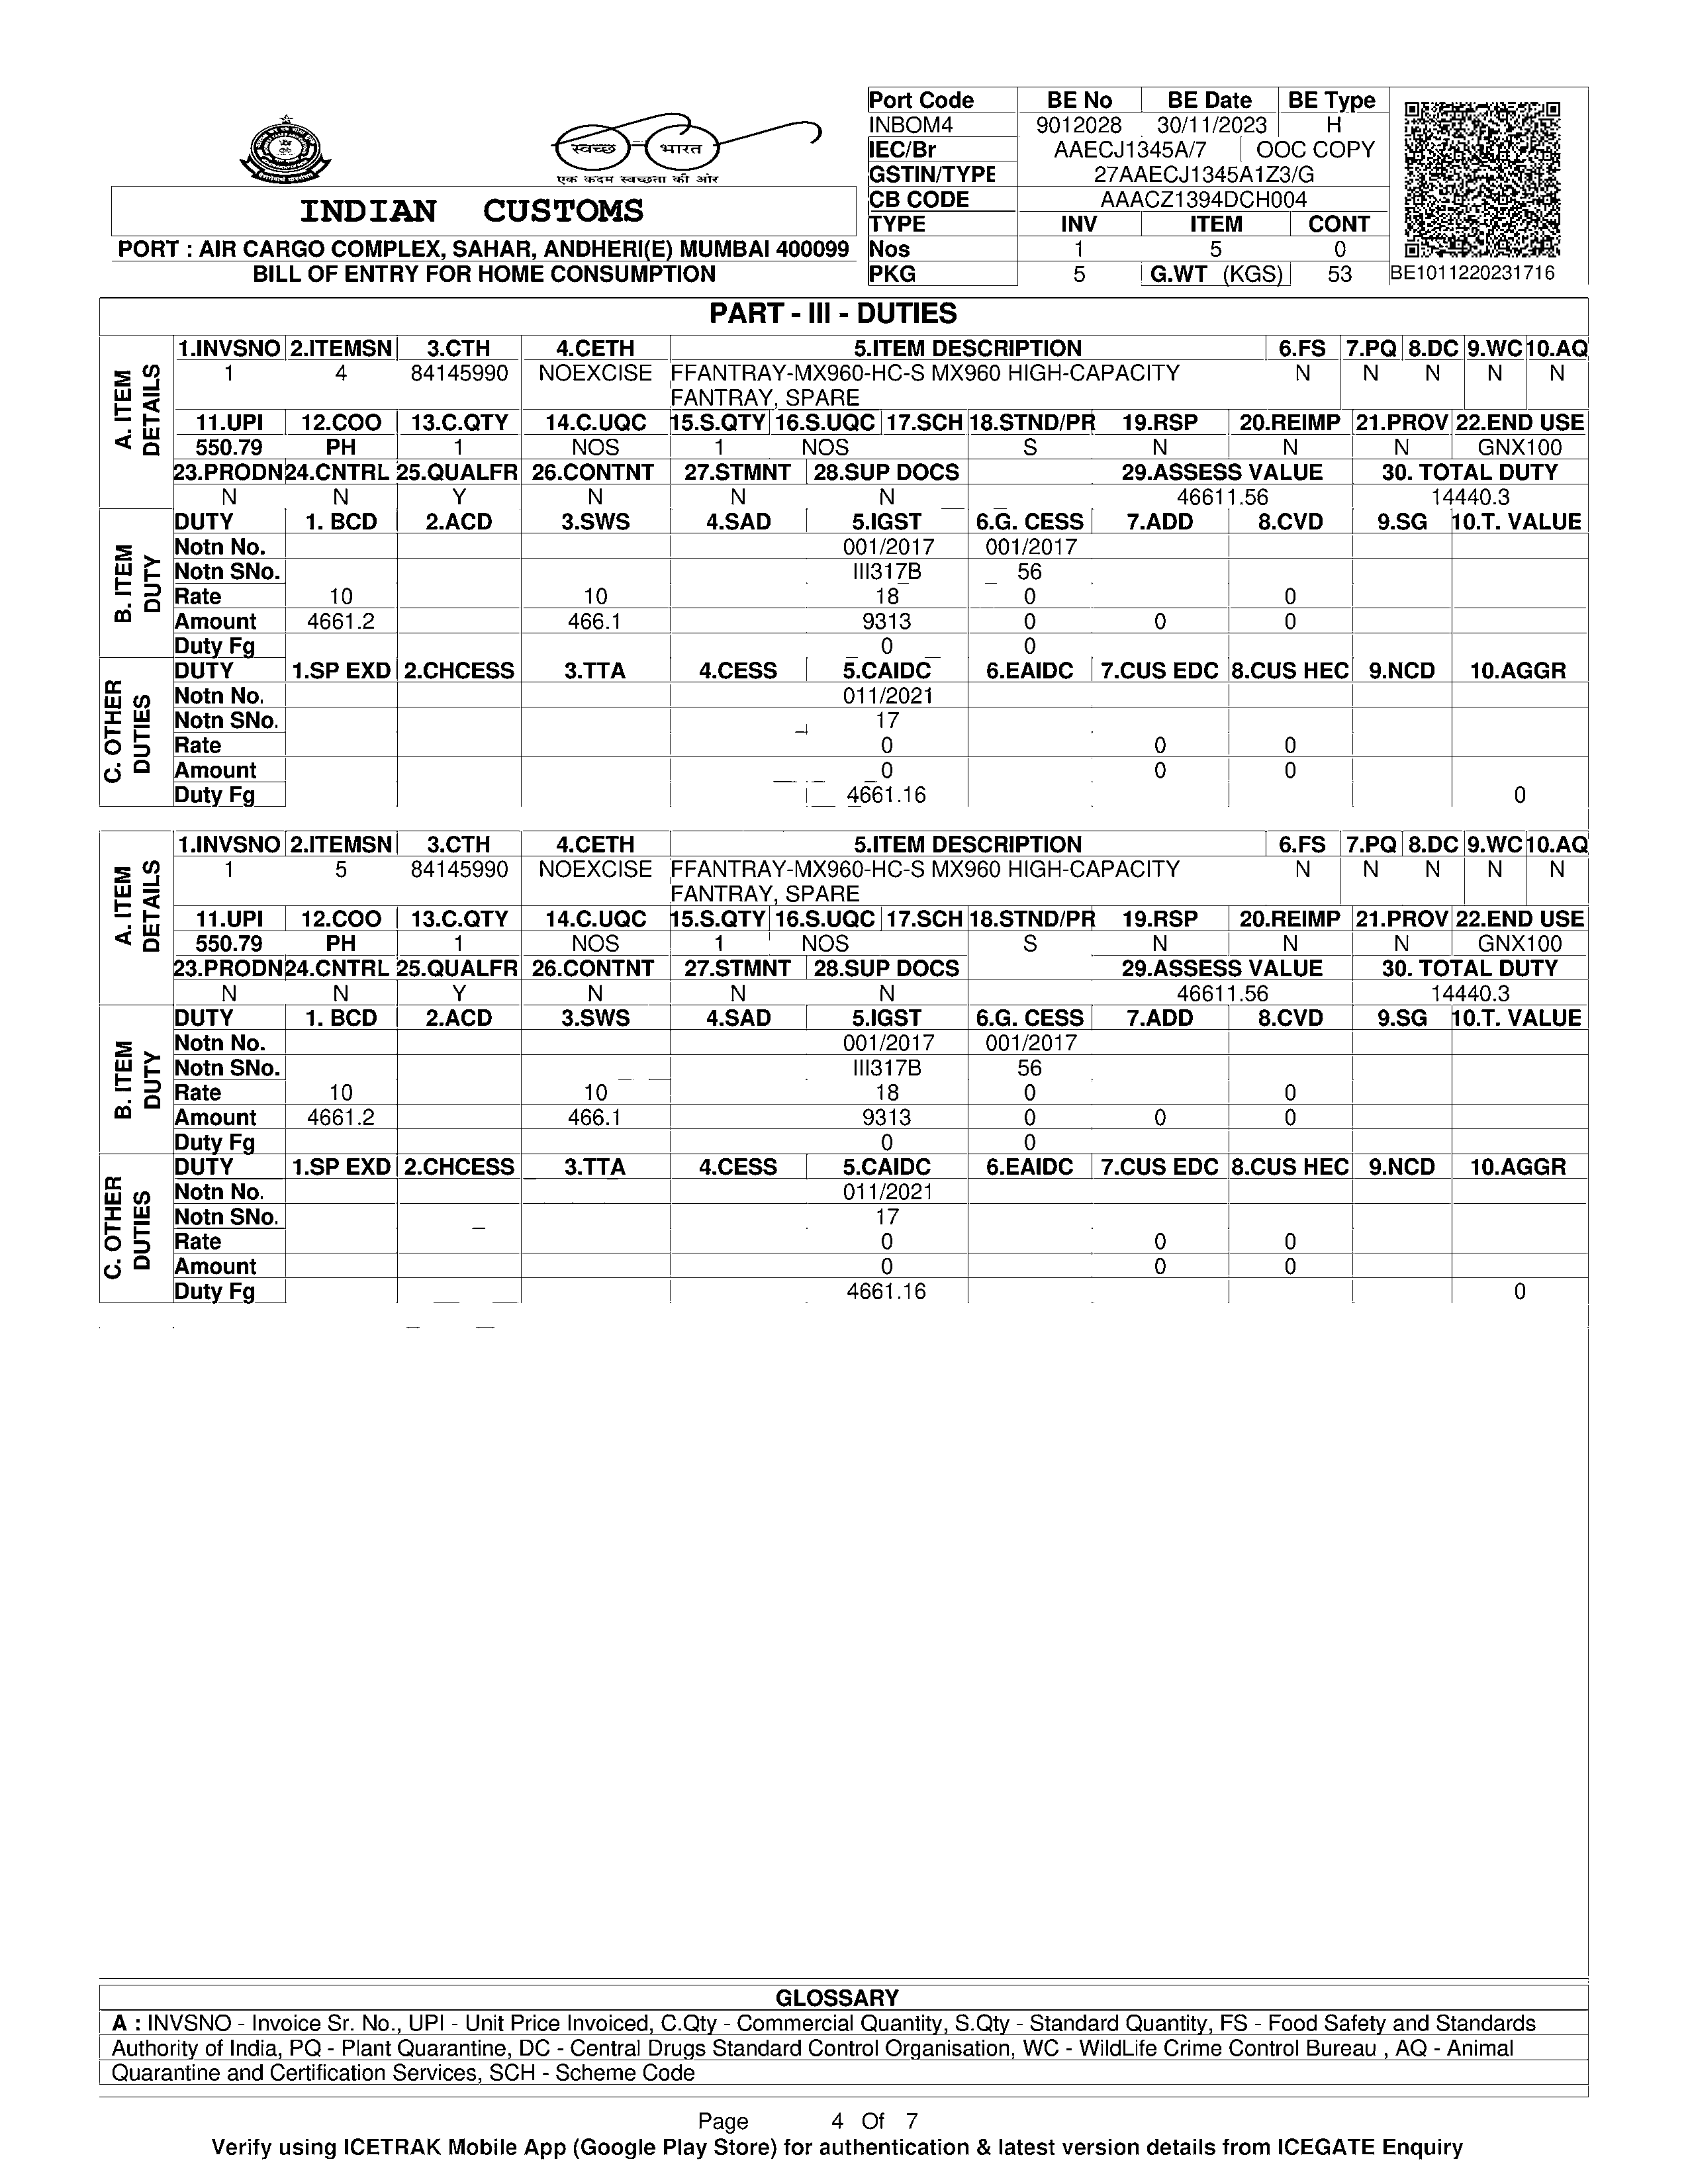 Port Code BE No BE Date BE Type
INBOM4 9012028 30/11/2023 H
IEC/Br AAECJ1345A/7 OOC COPY
GSTIN/TYPE 27AAECJ1345A1Z3/G
CB CODE AAACZ1394DCH004
TYPE INV ITEM CONT
Nos 1 5 0
PKG 5 G.WT (KGS) 53
BE1011220231716
स्वच्छ भारत
एक कदम स्वच्छता की ओर
INDIAN CUSTOMS
PORT : AIR CARGO COMPLEX, SAHAR, ANDHERI(E) MUMBAI 400099
BILL OF ENTRY FOR HOME CONSUMPTION
PART - III - DUTIES
A. ITEM DETAILS
1.INVSNO 2.ITEMSN 3.CTH 4.CETH 5.ITEM DESCRIPTION 6.FS 7.PQ 8.DC 9.WC 10.AQ
1 4 84145990 NOEXCISE FFANTRAY-MX960-HC-S MX960 HIGH-CAPACITY N N N N N
FANTRAY, SPARE
11.UPI 12.COO 13.C.QTY 14.C.UQC 15.S.QTY 16.S.UQC 17.SCH 18.STND/PR 19.RSP 20.REIMP 21.PROV 22.END USE
550.79 PH 1 NOS 1 NOS S N N N GNX100
23.PRODN 24.CNTRL 25.QUALFR 26.CONTNT 27.STMNT 28.SUP DOCS 29.ASSESS VALUE 30. TOTAL DUTY
N N Y N N N 46611.56 14440.3
B. ITEM DUTY
DUTY 1. BCD 2.ACD 3.SWS 4.SAD 5.IGST 6.G. CESS 7.ADD 8.CVD 9.SG 10.T. VALUE
Notn No. 001/2017 001/2017
Notn SNo. III317B 56
Rate 10 10 18 0 0
Amount 4661.2 466.1 9313 0 0 0
Duty Fg 0 0
C. OTHER DUTIES
DUTY 1.SP EXD 2.CHCESS 3.TTA 4.CESS 5.CAIDC 6.EAIDC 7.CUS EDC 8.CUS HEC 9.NCD 10.AGGR
Notn No. 011/2021
Notn SNo. 17
Rate 0 0 0
Amount 0 0 0
Duty Fg 4661.16 0
A. ITEM DETAILS
1.INVSNO 2.ITEMSN 3.CTH 4.CETH 5.ITEM DESCRIPTION 6.FS 7.PQ 8.DC 9.WC 10.AQ
1 5 84145990 NOEXCISE FFANTRAY-MX960-HC-S MX960 HIGH-CAPACITY N N N N N
FANTRAY, SPARE
11.UPI 12.COO 13.C.QTY 14.C.UQC 15.S.QTY 16.S.UQC 17.SCH 18.STND/PR 19.RSP 20.REIMP 21.PROV 22.END USE
550.79 PH 1 NOS 1 NOS S N N N GNX100
23.PRODN 24.CNTRL 25.QUALFR 26.CONTNT 27.STMNT 28.SUP DOCS 29.ASSESS VALUE 30. TOTAL DUTY
N N Y N N N 46611.56 14440.3
B. ITEM DUTY
DUTY 1. BCD 2.ACD 3.SWS 4.SAD 5.IGST 6.G. CESS 7.ADD 8.CVD 9.SG 10.T. VALUE
Notn No. 001/2017 001/2017
Notn SNo. III317B 56
Rate 10 10 18 0 0
Amount 4661.2 466.1 9313 0 0 0
Duty Fg 0 0
C. OTHER DUTIES
DUTY 1.SP EXD 2.CHCESS 3.TTA 4.CESS 5.CAIDC 6.EAIDC 7.CUS EDC 8.CUS HEC 9.NCD 10.AGGR
Notn No. 011/2021
Notn SNo. 17
Rate 0 0 0
Amount 0 0 0
Duty Fg 4661.16 0
GLOSSARY
A : INVSNO - Invoice Sr. No., UPI - Unit Price Invoiced, C.Qty - Commercial Quantity, S.Qty - Standard Quantity, FS - Food Safety and Standards
Authority of India, PQ - Plant Quarantine, DC - Central Drugs Standard Control Organisation, WC - WildLife Crime Control Bureau , AQ - Animal
Quarantine and Certification Services, SCH - Scheme Code
Page 4 Of 7
Verify using ICETRAK Mobile App (Google Play Store) for authentication & latest version details from ICEGATE Enquiry